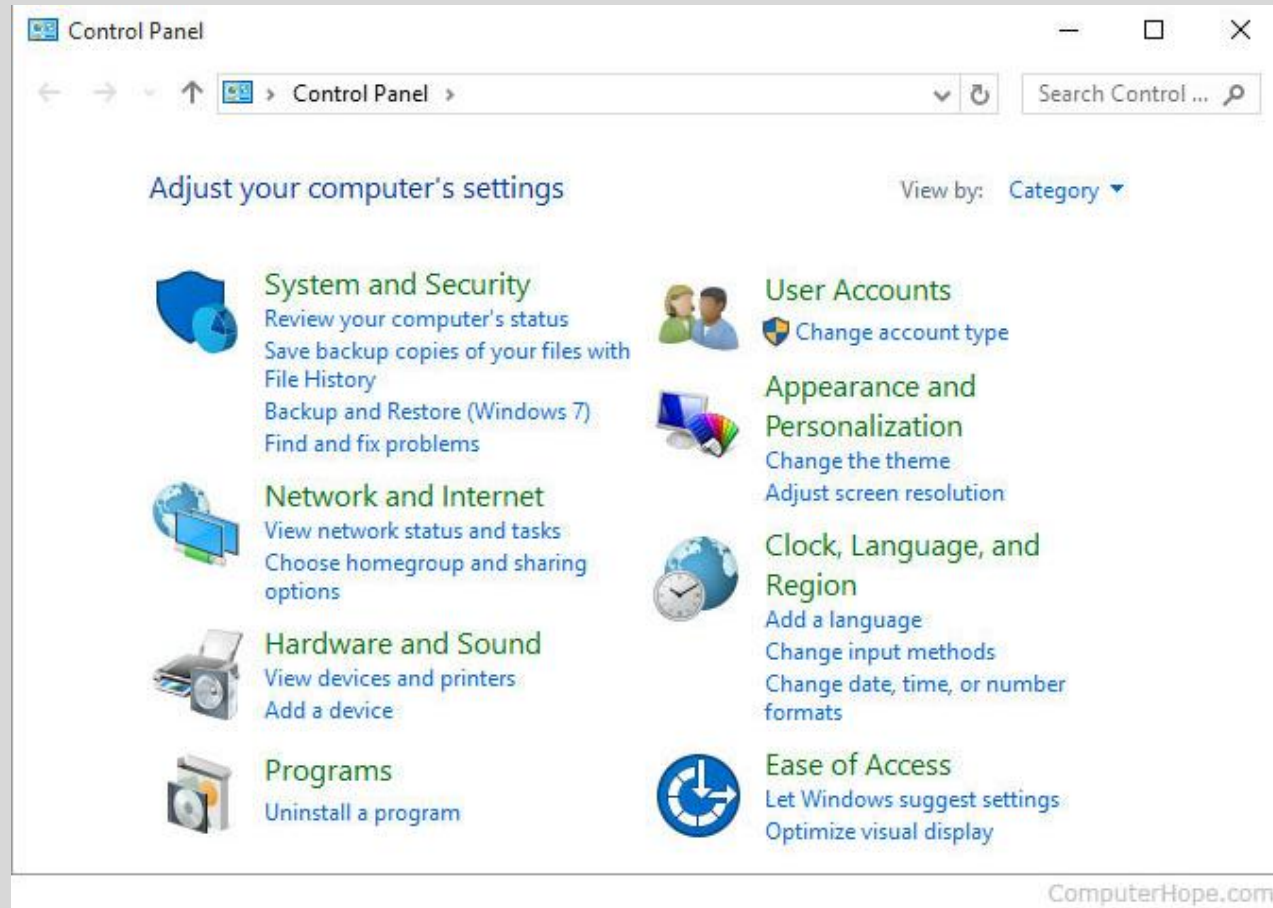 Control Panel
Control Panel
Search Control ...
Adjust your computer's settings
View by: Category
System and Security
Review your computer's status
Save backup copies of your files with
File History
Backup and Restore (Windows 7)
Find and fix problems
Network and Internet
View network status and tasks
Choose homegroup and sharing
options
Hardware and Sound
View devices and printers
Add a device
Programs
Uninstall a program
User Accounts
Change account type
Appearance and
Personalization
Change the theme
Adjust screen resolution
Clock, Language, and
Region
Add a language
Change input methods
Change date, time, or number
formats
Ease of Access
Let Windows suggest settings
Optimize visual display
ComputerHope.com